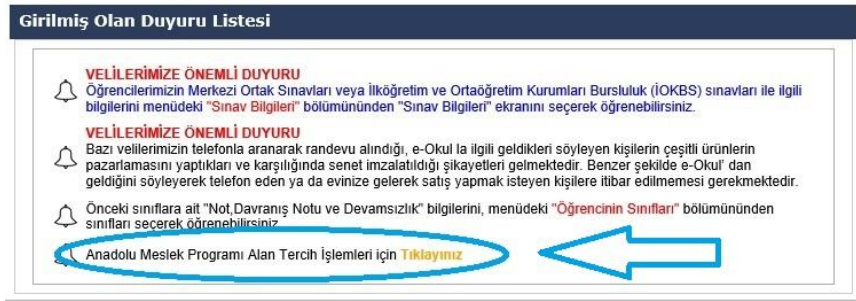 Girilmiş Olan Duyuru Listesi
VELİLERİMİZE ÖNEMLİ DUYURU
Öğrencilerimizin Merkezi Ortak Sınavları veya İlköğretim ve Ortaöğretim Kurumları Bursluluk (İOKBS) sınavları ile ilgili
bilgilerini menüdeki "Sınav Bilgileri" bölümününden "Sınav Bilgileri" ekranını seçerek öğrenebilirsiniz.
VELİLERİMİZE ÖNEMLİ DUYURU
Bazı velilerimizin telefonla aranarak randevu alındığı, e-Okul la ilgili geldikleri söyleyen kişilerin çeşitli ürünlerin
pazarlamasını yaptıkları ve karşılığında senet imzalatıldığı şikayetleri gelmektedir. Benzer şekilde e-Okul' dan
geldiğini söyleyerek telefon eden ya da evinize gelerek satış yapmak isteyen kişilere itibar edilmemesi gerekmektedir.
Önceki sınıflara ait "Not,Davranış Notu ve Devamsızlık" bilgilerini, menüdeki "Öğrencinin Sınıfları" bölümününden
sınıfları seçerek öğrenebilirsiniz.
Anadolu Meslek Programı Alan Tercih İşlemleri için Tıklayınız